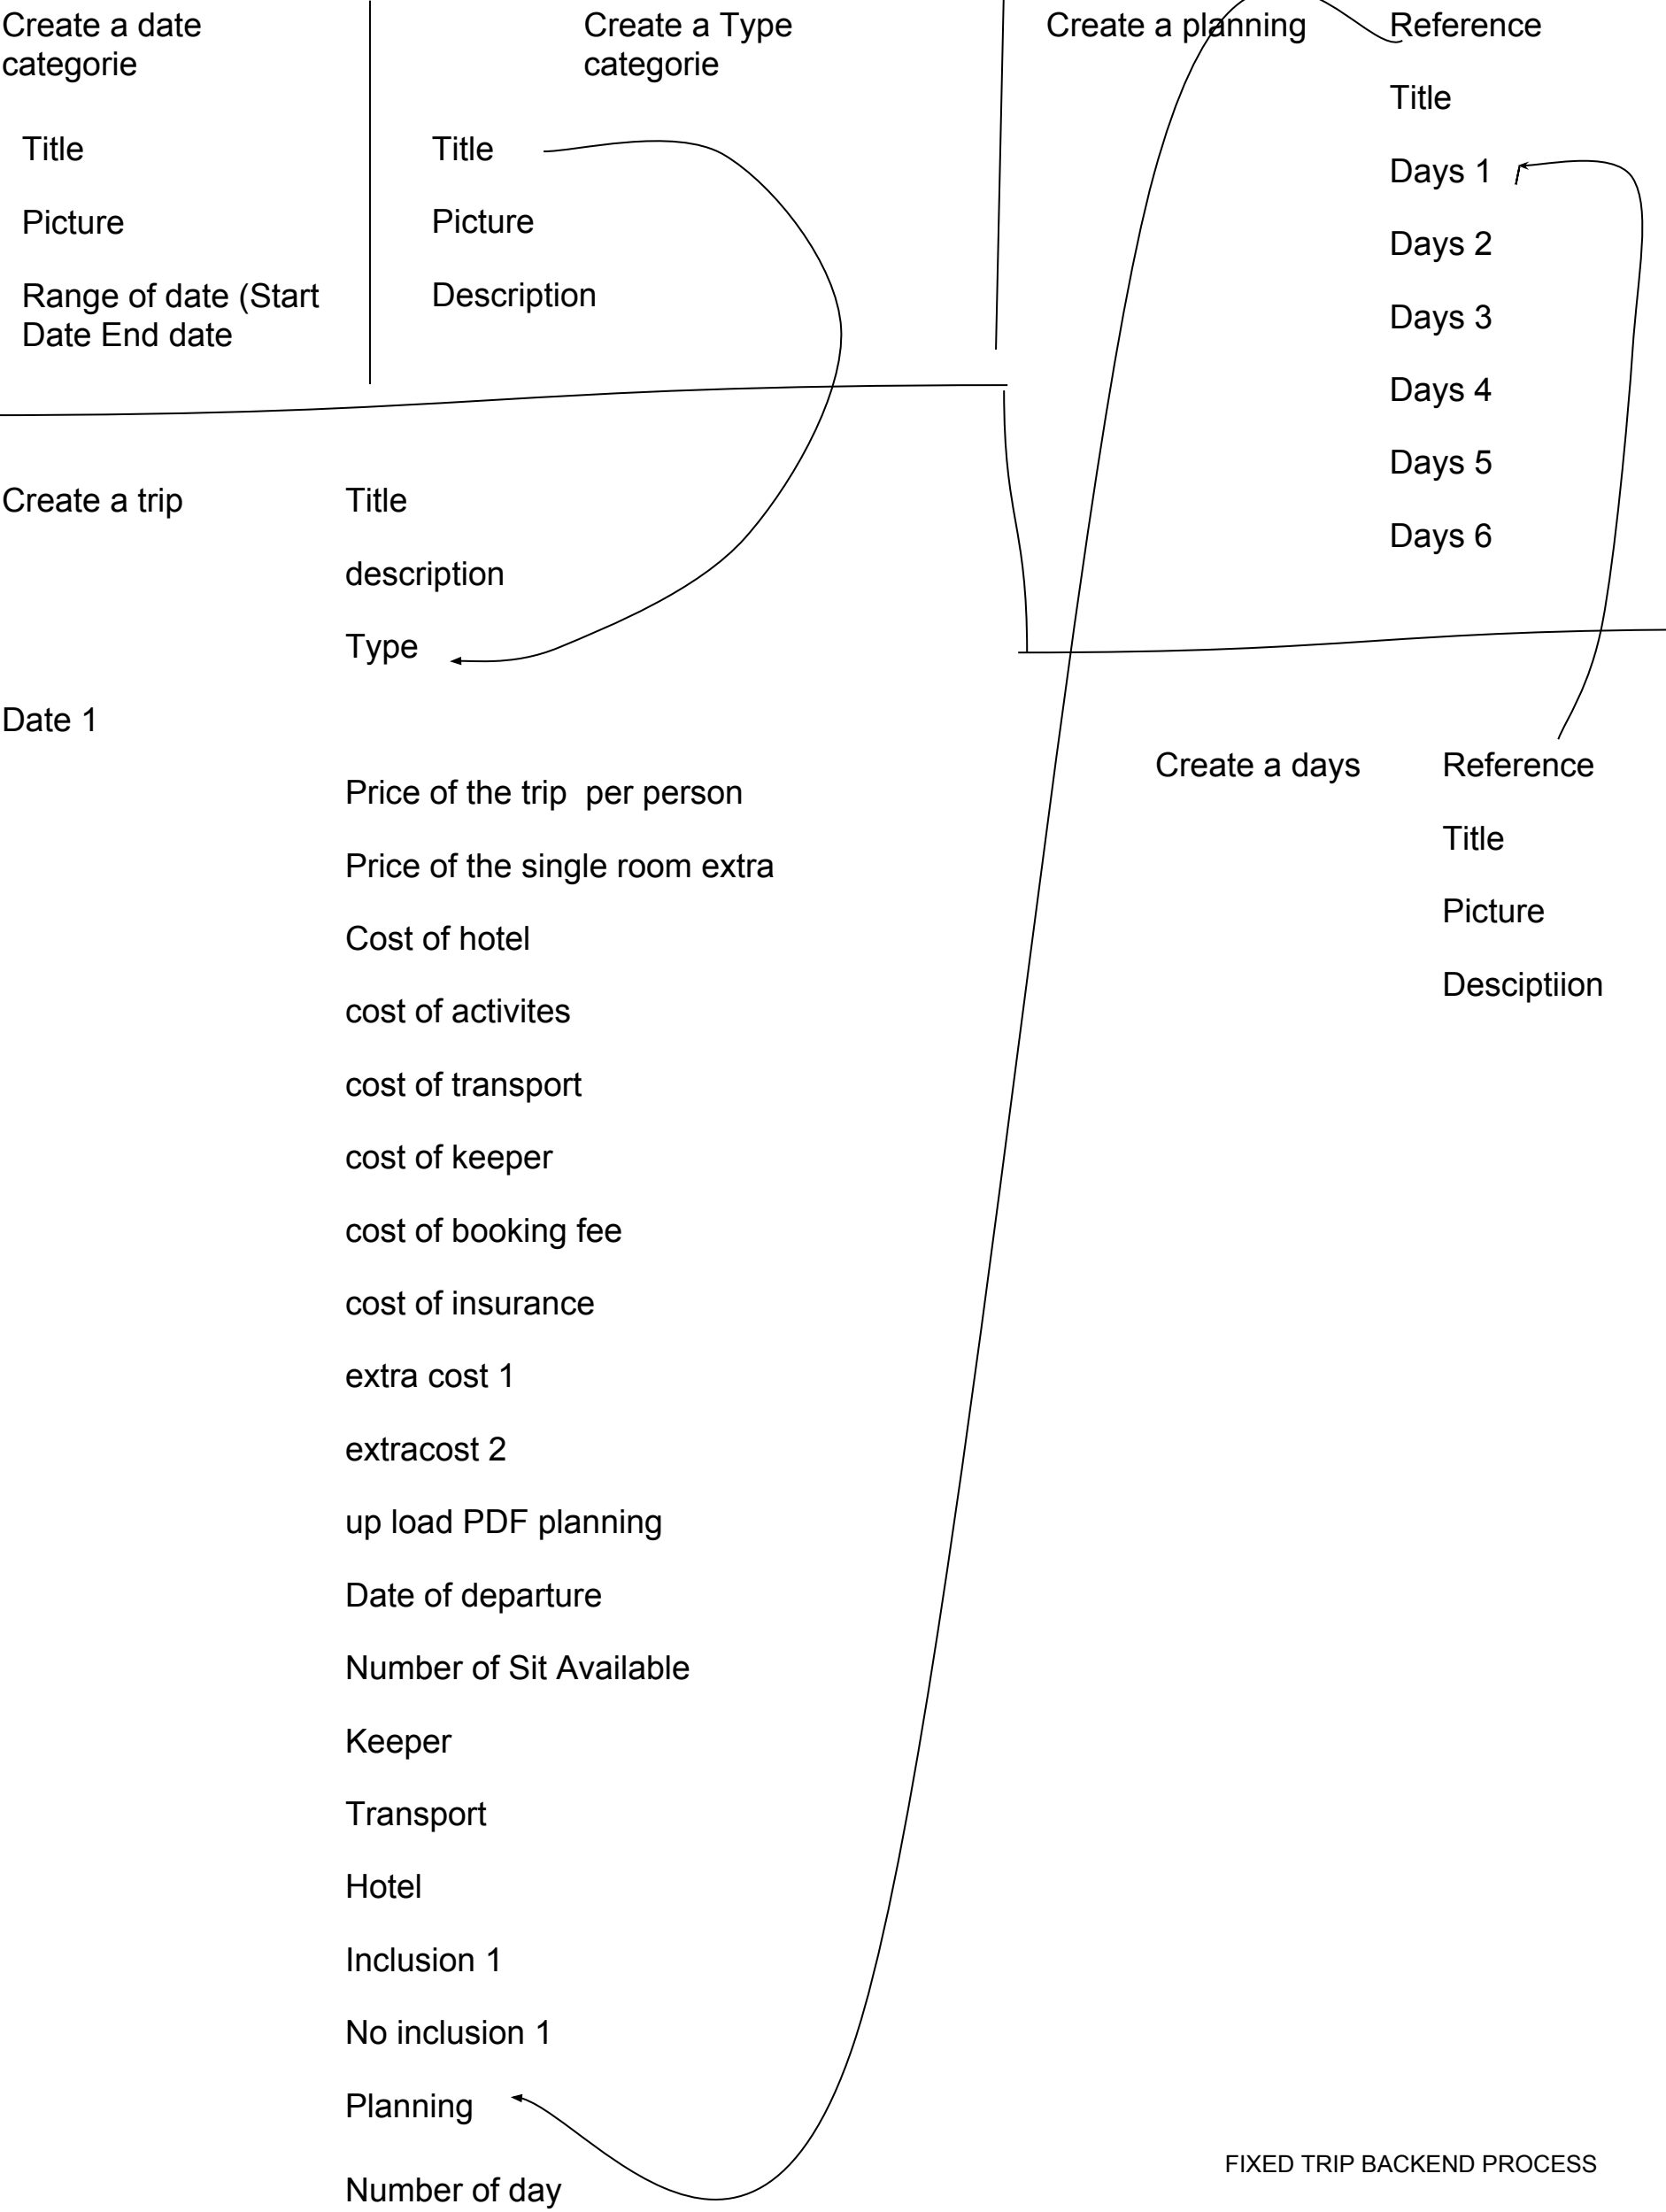 Create a date
categorie
Title
Picture
Range of date (Start
Date End date
Create a Type
categorie
Title
Picture
Description
Create a planning
Reference
Title
Days 1
Days 2
Days 3
Days 4
Days 5
Days 6
Create a trip
Title
description
Type
Date 1
Price of the trip  per person
Price of the single room extra
Cost of hotel
cost of activites
cost of transport
cost of keeper
cost of booking fee
cost of insurance
extra cost 1
extracost 2
up load PDF planning
Date of departure
Number of Sit Available
Keeper
Transport
Hotel
Inclusion 1
No inclusion 1
Planning
Number of day
Create a days
Reference
Title
Picture
Desciptiion
FIXED TRIP BACKEND PROCESS